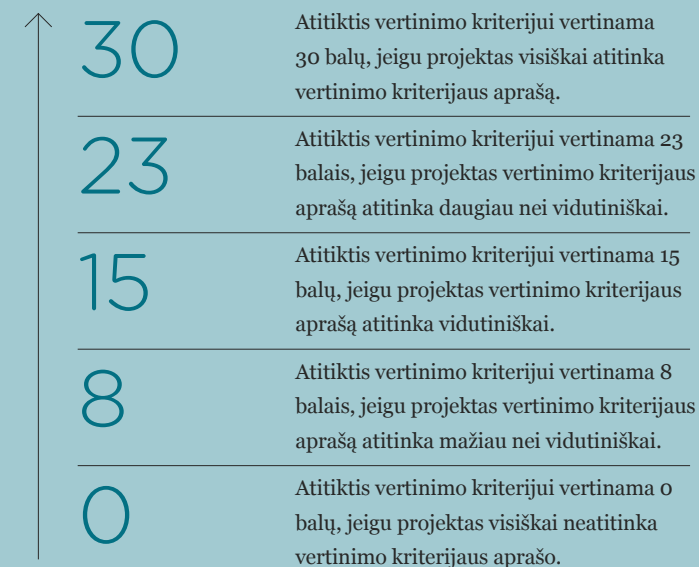 30
Atitiktis vertinimo kriterijui vertinama
30 balų, jeigu projektas visiškai atitinka
vertinimo kriterijaus aprašą.
23
Atitiktis vertinimo kriterijui vertinama 23
balais, jeigu projektas vertinimo kriterijaus
aprašą atitinka daugiau nei vidutiniškai.
15
Atitiktis vertinimo kriterijui vertinama 15
balų, jeigu projektas vertinimo kriterijaus
aprašą atitinka vidutiniškai.
8
Atitiktis vertinimo kriterijui vertinama 8
balais, jeigu projektas vertinimo kriterijaus
aprašą atitinka mažiau nei vidutiniškai.
0
Atitiktis vertinimo kriterijui vertinama 0
balų, jeigu projektas visiškai neatitinka
vertinimo kriterijaus aprašo.